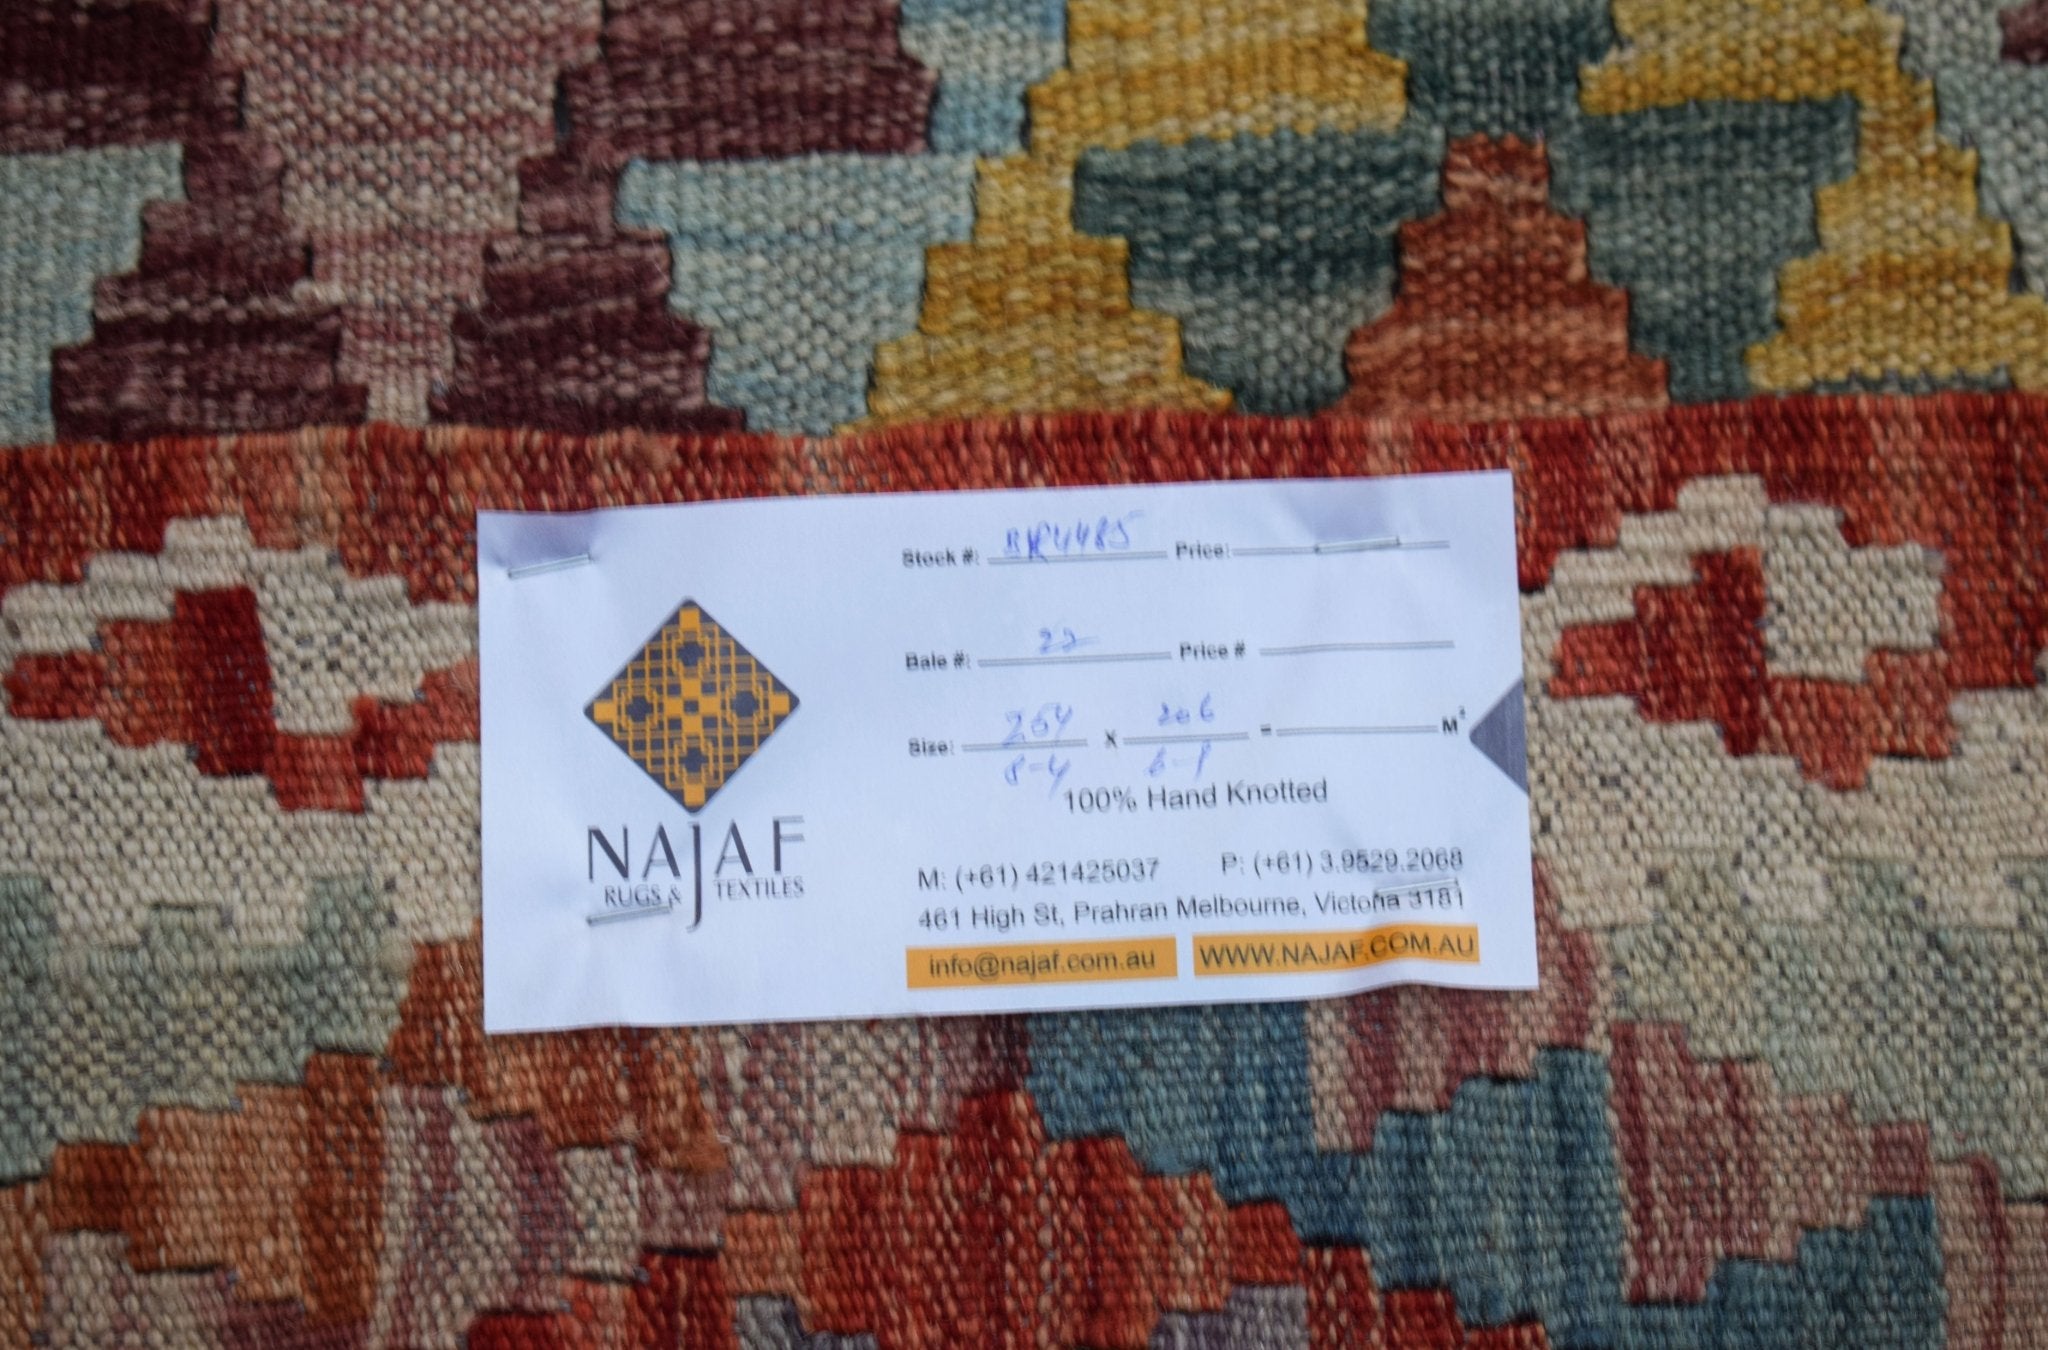 Stock #: BK4485 Price:
Bale #: 22 Price #
Size: 254 X 206 = M²
8-4 6-9
100% Hand Knotted
NAJAF
RUGS & TEXTILES
M: (+61) 421425037 P: (+61) 3.9529.2068
461 High St, Prahran Melbourne, Victoria 3181
info@najaf.com.au WWW.NAJAF.COM.AU